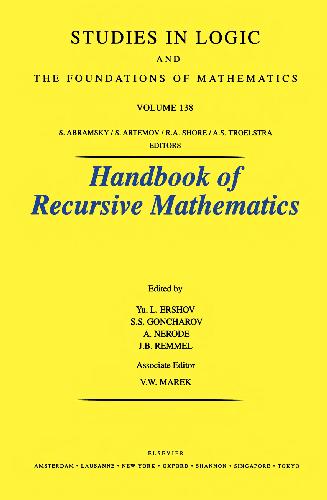 STUDIES IN LOGIC
AND
THE FOUNDATIONS OF MATHEMATICS
VOLUME 138
S. ABRAMSKY / S. ARTEMOV / R.A. SHORE / A.S. TROELSTRA
EDITORS
Handbook of
Recursive Mathematics
Edited by
Yu. L. ERSHOV
S.S. GONCHAROV
A. NERODE
J.B. REMMEL
Associate Editor
V.W. MAREK
ELSEVIER
AMSTERDAM • LAUSANNE • NEW YORK • OXFORD • SHANNON • SINGAPORE • TOKYO